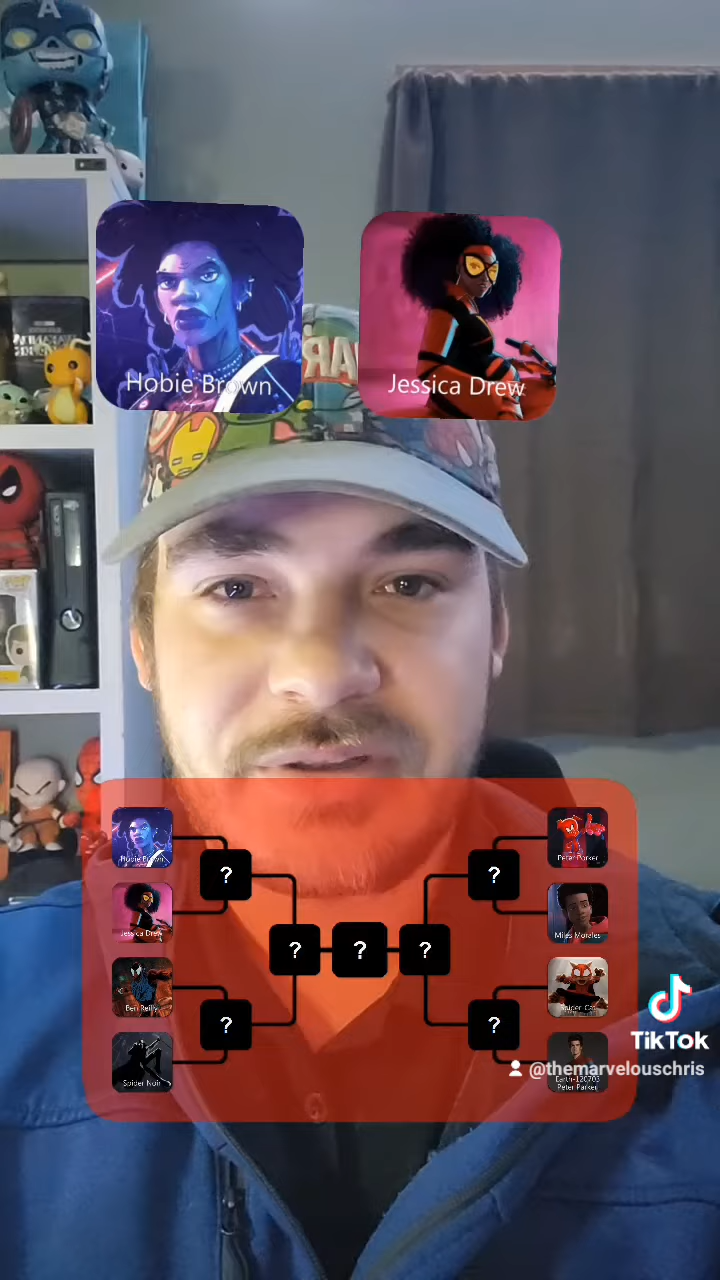 A
Hobie Brown
Jessica Drew
?
?
?
?
?
?
?
Hobie Brown
Jessica Drew
Ben Reilly
Spider Noir
Peter Parker
Miles Morales
Spider Cat
Earth-120703
Peter Parker
TikTok
@themarvelouschris